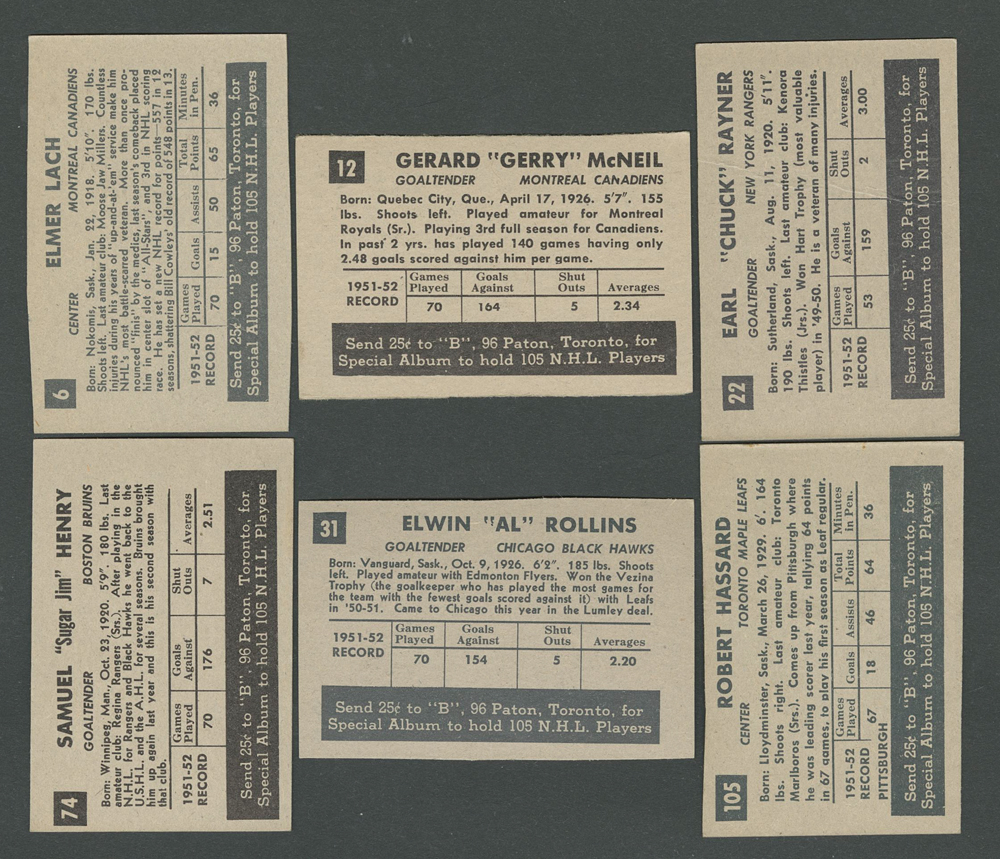 6
ELMER LACH
CENTER MONTREAL CANADIENS
Born: Nokomis, Sask., Jan. 22, 1918. 5'10". 170 lbs.
Shoots left. Last amateur club: Moose Jaw Millers. Countless
injuries during his years of "up-and-at-'em" service make him
NHL's most battle-scarred veteran. More than once pro-
nounced "finis" by the medics, last season's comeback placed
him in center slot of "All-Stars", and 3rd in NHL scoring
race. He has set a new NHL record for points—557 in 12
seasons, shattering Bill Cowleys' old record of 548 points in 13.
1951-52 RECORD
Games Played Goals Assists Total Points Minutes in Pen.
70 15 50 65 36
Send 25¢ to "B", 96 Paton, Toronto, for
Special Album to hold 105 N.H.L. Players
12
GERARD "GERRY" McNEIL
GOALTENDER MONTREAL CANADIENS
Born: Quebec City, Que., April 17, 1926. 5'7". 155
lbs. Shoots left. Played amateur for Montreal
Royals (Sr.). Playing 3rd full season for Canadiens.
In past 2 yrs. has played 140 games having only
2.48 goals scored against him per game.
1951-52 RECORD
Games Played Goals Against Shut Outs Averages
70 164 5 2.34
Send 25¢ to "B", 96 Paton, Toronto, for
Special Album to hold 105 N.H.L. Players
22
EARL "CHUCK" RAYNER
GOALTENDER NEW YORK RANGERS
Born: Sutherland, Sask., Aug. 11, 1920. 5'11".
190 lbs. Shoots left. Last amateur club: Kenora
Thistles (Jrs.). Won Hart Trophy (most valuable
player) in '49-50. He is a veteran of many injuries.
1951-52 RECORD
Games Played Goals Against Shut Outs Averages
53 159 2 3.00
Send 25¢ to "B", 96 Paton, Toronto, for
Special Album to hold 105 N.H.L. Players
74
SAMUEL "Sugar Jim" HENRY
GOALTENDER BOSTON BRUINS
Born: Winnipeg, Man., Oct. 23, 1920. 5'9". 180 lbs. Last
amateur club: Regina Rangers (Srs.). After playing in the
N.H.L. for Rangers and Black Hawks he went back to the
U.S.H.L. and the A.H.L. for several seasons. Bruins brought
him up again last year and this is his second season with
that club.
1951-52 RECORD
Games Played Goals Against Shut Outs Averages
70 176 7 2.51
Send 25¢ to "B", 96 Paton, Toronto, for
Special Album to hold 105 N.H.L. Players
31
ELWIN "AL" ROLLINS
GOALTENDER CHICAGO BLACK HAWKS
Born: Vanguard, Sask., Oct. 9, 1926. 6'2". 185 lbs. Shoots
left. Played amateur with Edmonton Flyers. Won the Vezina
Trophy (the goalkeeper who has played the most games for
the team with the fewest goals scored against it) with Leafs
in '50-51. Came to Chicago this year in the Lumley deal.
1951-52 RECORD
Games Played Goals Against Shut Outs Averages
70 154 5 2.20
Send 25¢ to "B", 96 Paton, Toronto, for
Special Album to hold 105 N.H.L. Players
105
ROBERT HASSARD
CENTER TORONTO MAPLE LEAFS
Born: Lloydminster, Sask., March 26, 1929. 6'. 164
lbs. Shoots right. Last amateur club: Toronto
Marlboros (Srs.). Comes up from Pittsburgh where
he was leading scorer last year, rallying 64 points
in 67 games, to play his first season as Leaf regular.
1951-52 RECORD PITTSBURGH
Games Played Goals Assists Total Points Minutes in Pen.
67 18 46 64 36
Send 25¢ to "B", 96 Paton, Toronto, for
Special Album to hold 105 N.H.L. Players